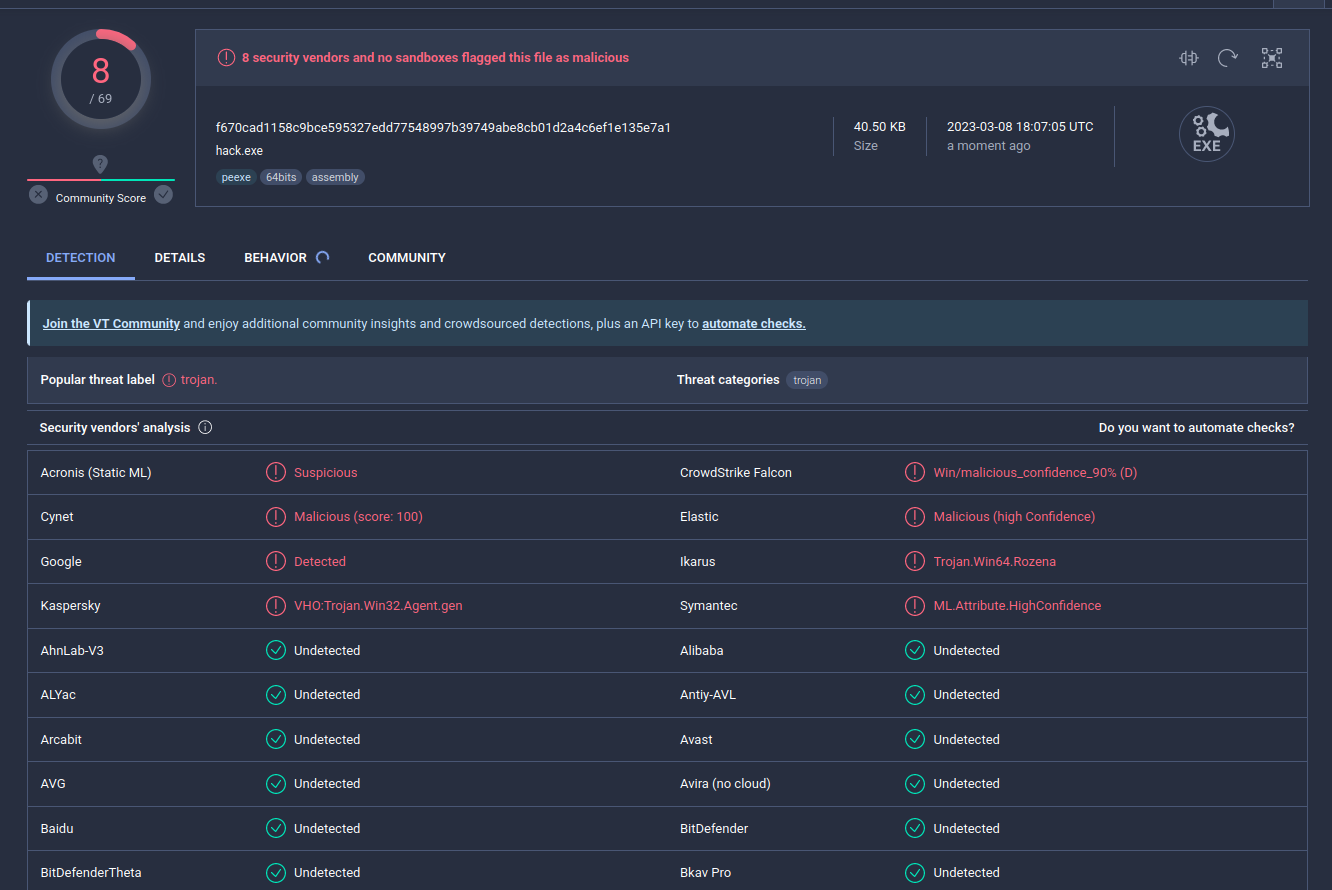 8
/ 69
?
Community Score
8 security vendors and no sandboxes flagged this file as malicious
f670cad1158c9bce595327edd77548997b39749abe8cb01d2a4c6ef1e135e7a1
hack.exe
peexe 64bits assembly
40.50 KB
Size
2023-03-08 18:07:05 UTC
a moment ago
EXE
DETECTION DETAILS BEHAVIOR COMMUNITY
Join the VT Community and enjoy additional community insights and crowdsourced detections, plus an API key to automate checks.
Popular threat label trojan. Threat categories trojan
Security vendors' analysis Do you want to automate checks?
Acronis (Static ML) Suspicious CrowdStrike Falcon Win/malicious_confidence_90% (D)
Cynet Malicious (score: 100) Elastic Malicious (high Confidence)
Google Detected Ikarus Trojan.Win64.Rozena
Kaspersky VHO:Trojan.Win32.Agent.gen Symantec ML.Attribute.HighConfidence
AhnLab-V3 Undetected Alibaba Undetected
ALYac Undetected Antiy-AVL Undetected
Arcabit Undetected Avast Undetected
AVG Undetected Avira (no cloud) Undetected
Baidu Undetected BitDefender Undetected
BitDefenderTheta Undetected Bkav Pro Undetected